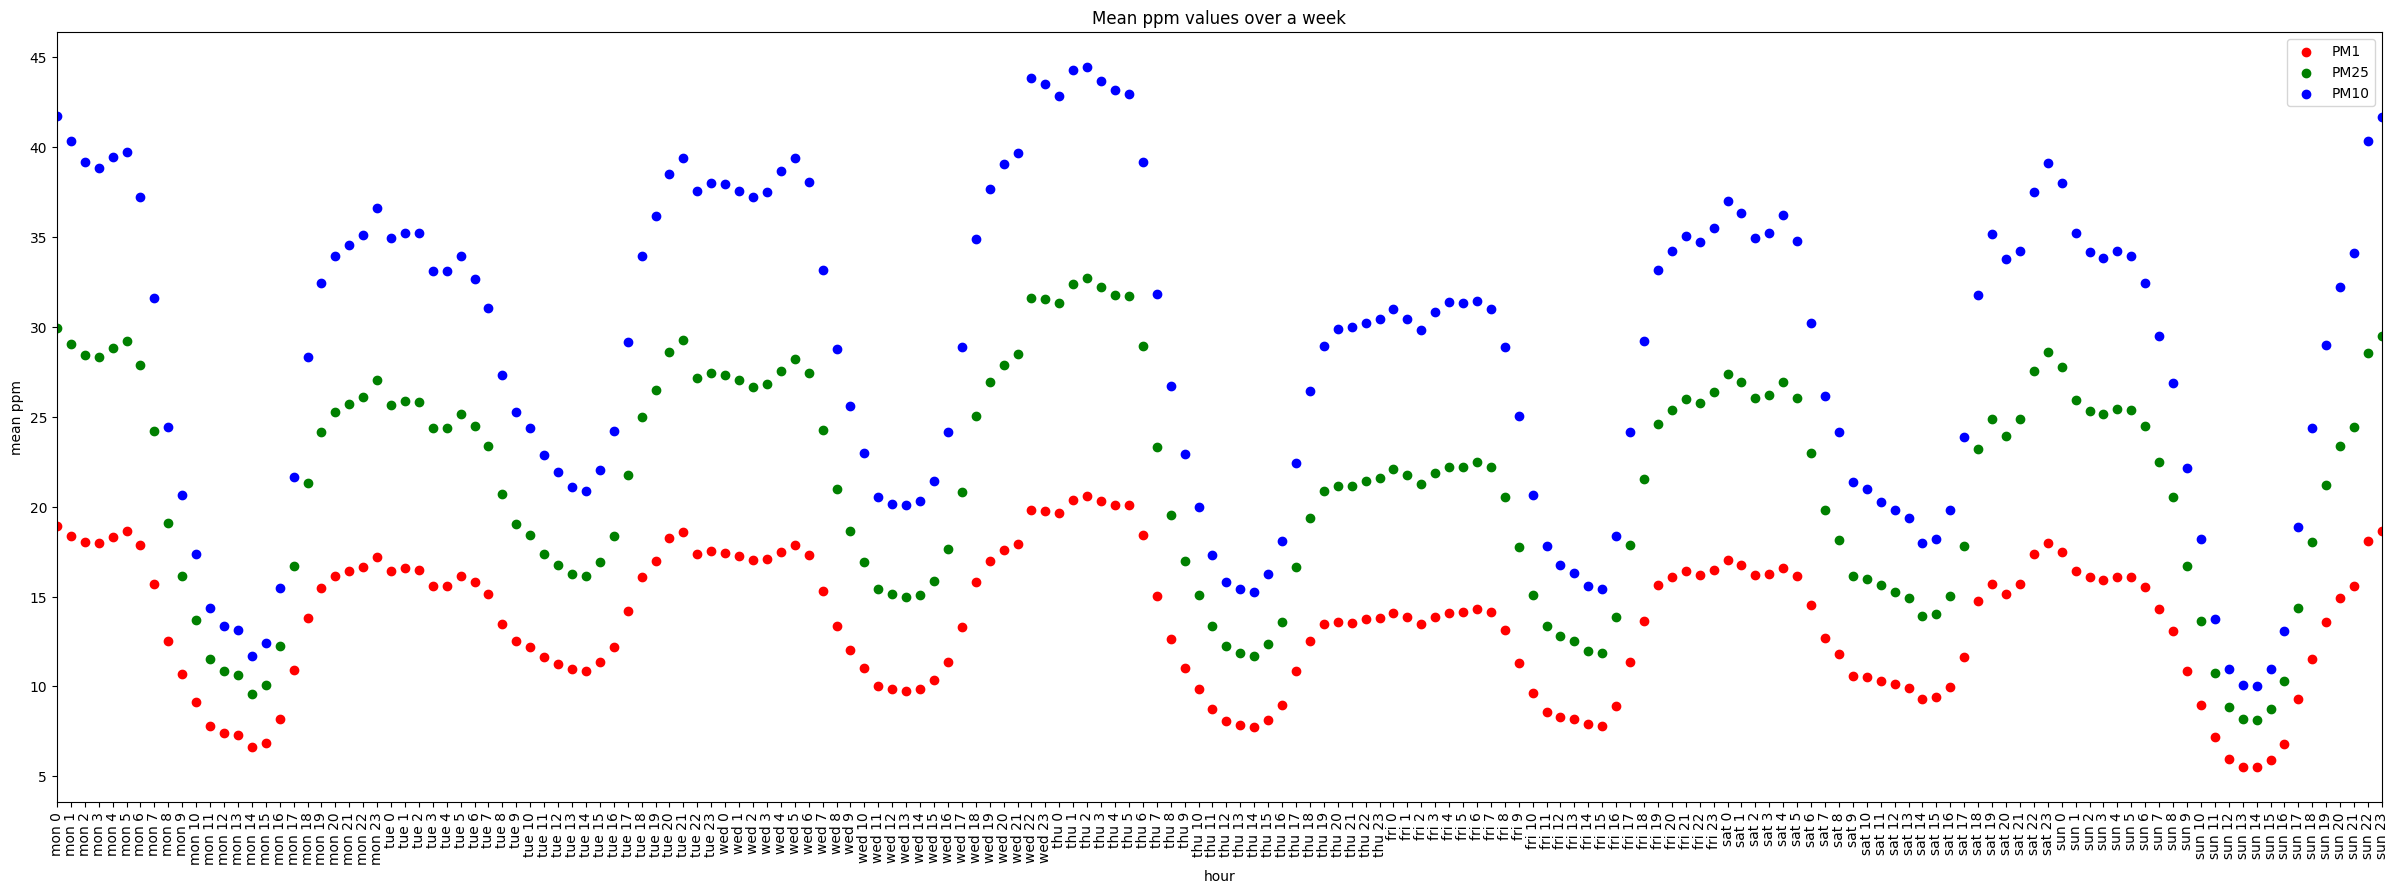 Mean ppm values over a week
PM1
PM25
PM10
45
40
35
30
25
20
15
10
5
mean ppm
mon 0
mon 1
mon 2
mon 3
mon 4
mon 5
mon 6
mon 7
mon 8
mon 9
mon 10
mon 11
mon 12
mon 13
mon 14
mon 15
mon 16
mon 17
mon 18
mon 19
mon 20
mon 21
mon 22
mon 23
tue 0
tue 1
tue 2
tue 3
tue 4
tue 5
tue 6
tue 7
tue 8
tue 9
tue 10
tue 11
tue 12
tue 13
tue 14
tue 15
tue 16
tue 17
tue 18
tue 19
tue 20
tue 21
tue 22
tue 23
wed 0
wed 1
wed 2
wed 3
wed 4
wed 5
wed 6
wed 7
wed 8
wed 9
wed 10
wed 11
wed 12
wed 13
wed 14
wed 15
wed 16
wed 17
wed 18
wed 19
wed 20
wed 21
wed 22
wed 23
thu 0
thu 1
thu 2
thu 3
thu 4
thu 5
thu 6
thu 7
thu 8
thu 9
thu 10
thu 11
thu 12
thu 13
thu 14
thu 15
thu 16
thu 17
thu 18
thu 19
thu 20
thu 21
thu 22
thu 23
fri 0
fri 1
fri 2
fri 3
fri 4
fri 5
fri 6
fri 7
fri 8
fri 9
fri 10
fri 11
fri 12
fri 13
fri 14
fri 15
fri 16
fri 17
fri 18
fri 19
fri 20
fri 21
fri 22
fri 23
sat 0
sat 1
sat 2
sat 3
sat 4
sat 5
sat 6
sat 7
sat 8
sat 9
sat 10
sat 11
sat 12
sat 13
sat 14
sat 15
sat 16
sat 17
sat 18
sat 19
sat 20
sat 21
sat 22
sat 23
sun 0
sun 1
sun 2
sun 3
sun 4
sun 5
sun 6
sun 7
sun 8
sun 9
sun 10
sun 11
sun 12
sun 13
sun 14
sun 15
sun 16
sun 17
sun 18
sun 19
sun 20
sun 21
sun 22
sun 23
hour